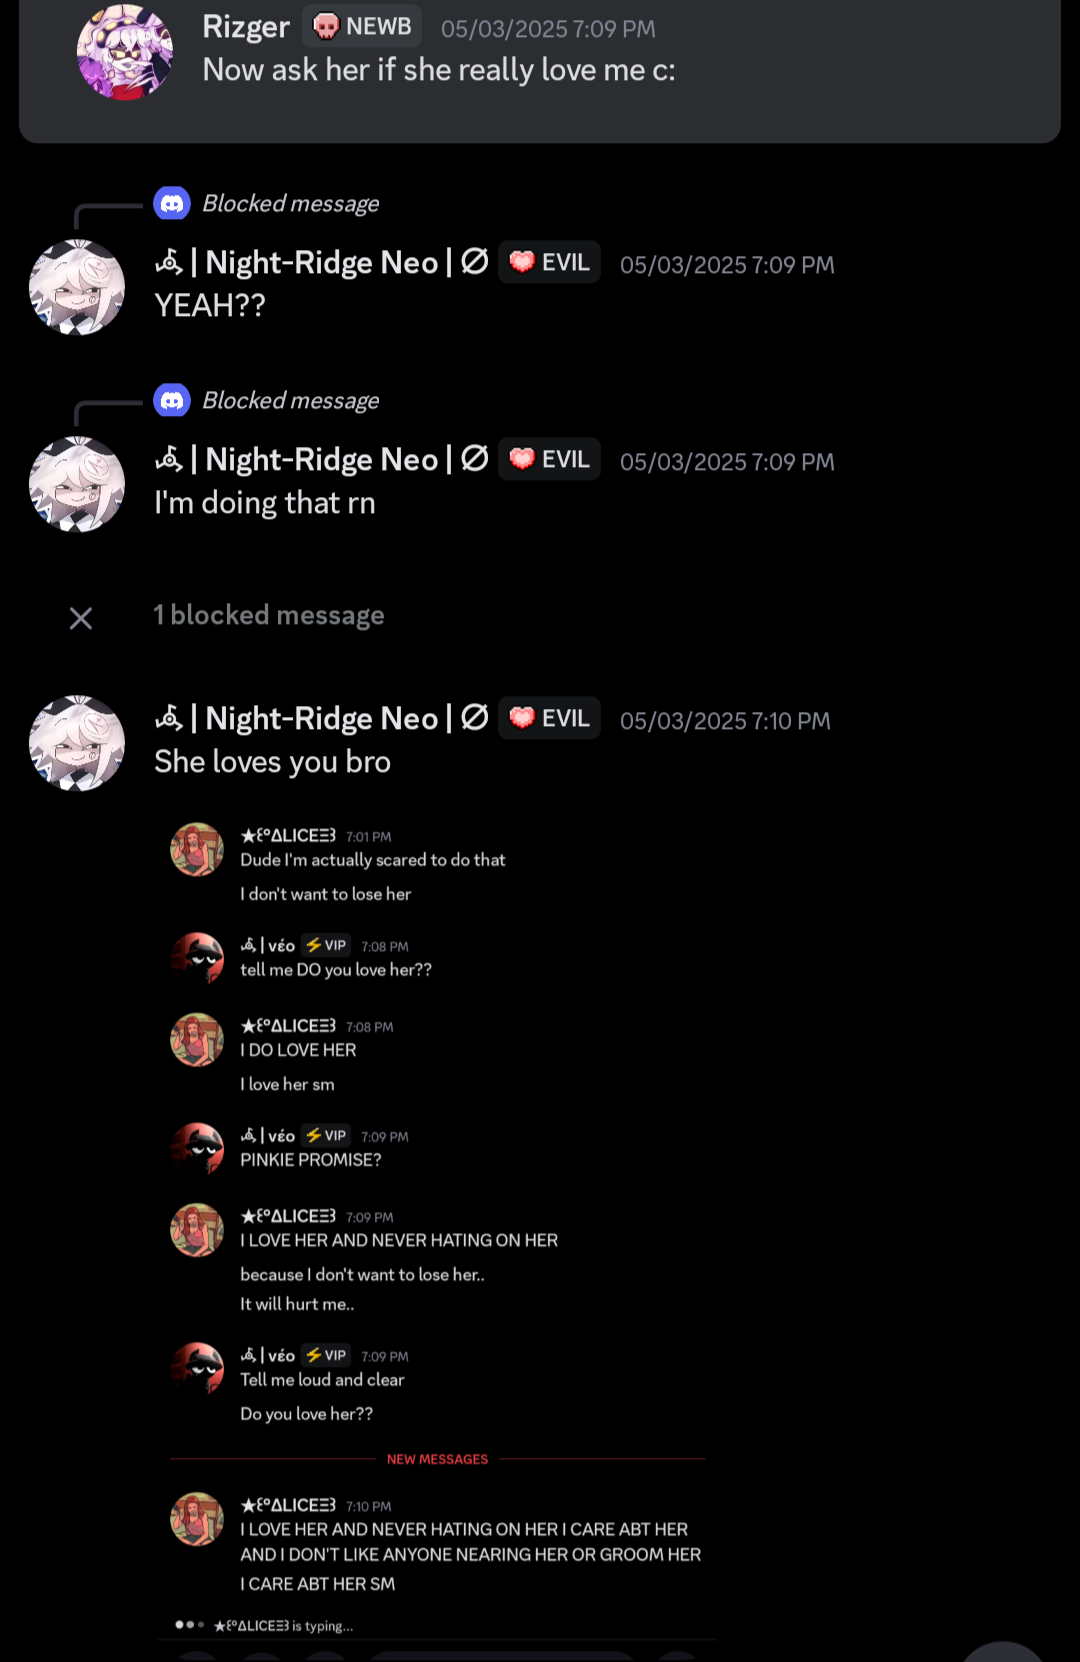 Rizger NEWB 05/03/2025 7:09 PM
Now ask her if she really love me c:
Blocked message
| Night-Ridge Neo | Ø EVIL 05/03/2025 7:09 PM
YEAH??
Blocked message
| Night-Ridge Neo | Ø EVIL 05/03/2025 7:09 PM
I'm doing that rn
1 blocked message
| Night-Ridge Neo | Ø EVIL 05/03/2025 7:10 PM
She loves you bro
★꒰ºΔLICEΞ꒱ 7:01 PM
Dude I'm actually scared to do that
I don't want to lose her
| véo VIP 7:08 PM
tell me DO you love her??
★꒰ºΔLICEΞ꒱ 7:08 PM
I DO LOVE HER
I love her sm
| véo VIP 7:09 PM
PINKIE PROMISE?
★꒰ºΔLICEΞ꒱ 7:09 PM
I LOVE HER AND NEVER HATING ON HER
because I don't want to lose her..
It will hurt me..
| véo VIP 7:09 PM
Tell me loud and clear
Do you love her??
NEW MESSAGES
★꒰ºΔLICEΞ꒱ 7:10 PM
I LOVE HER AND NEVER HATING ON HER I CARE ABT HER
AND I DON'T LIKE ANYONE NEARING HER OR GROOM HER
I CARE ABT HER SM
★꒰ºΔLICEΞ꒱ is typing...